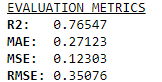 EVALUATION METRICS
R2: 0.76547
MAE: 0.27123
MSE: 0.12303
RMSE: 0.35076